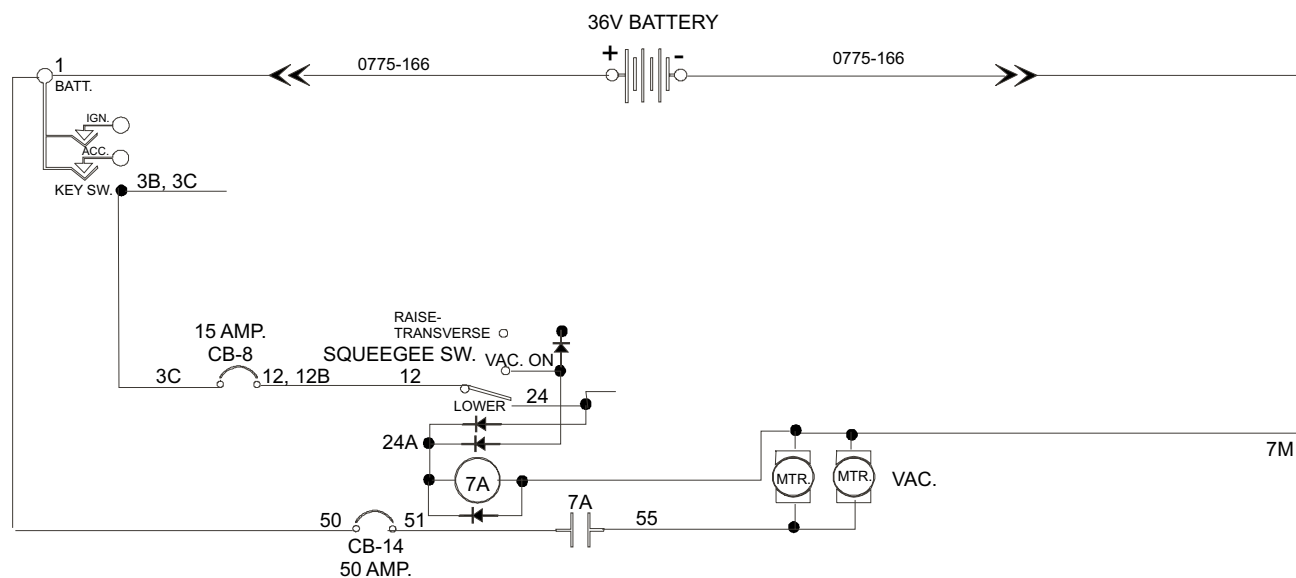 36V BATTERY
+ -
1
0775-166
0775-166
BATT.
IGN.
ACC.
KEY SW.
3B, 3C
RAISE-
TRANSVERSE
15 AMP.
CB-8
SQUEEGEE SW.
VAC. ON
3C
12, 12B
12
24
LOWER
24A
7M
7A
MTR.
MTR.
VAC.
7A
50
51
55
CB-14
50 AMP.